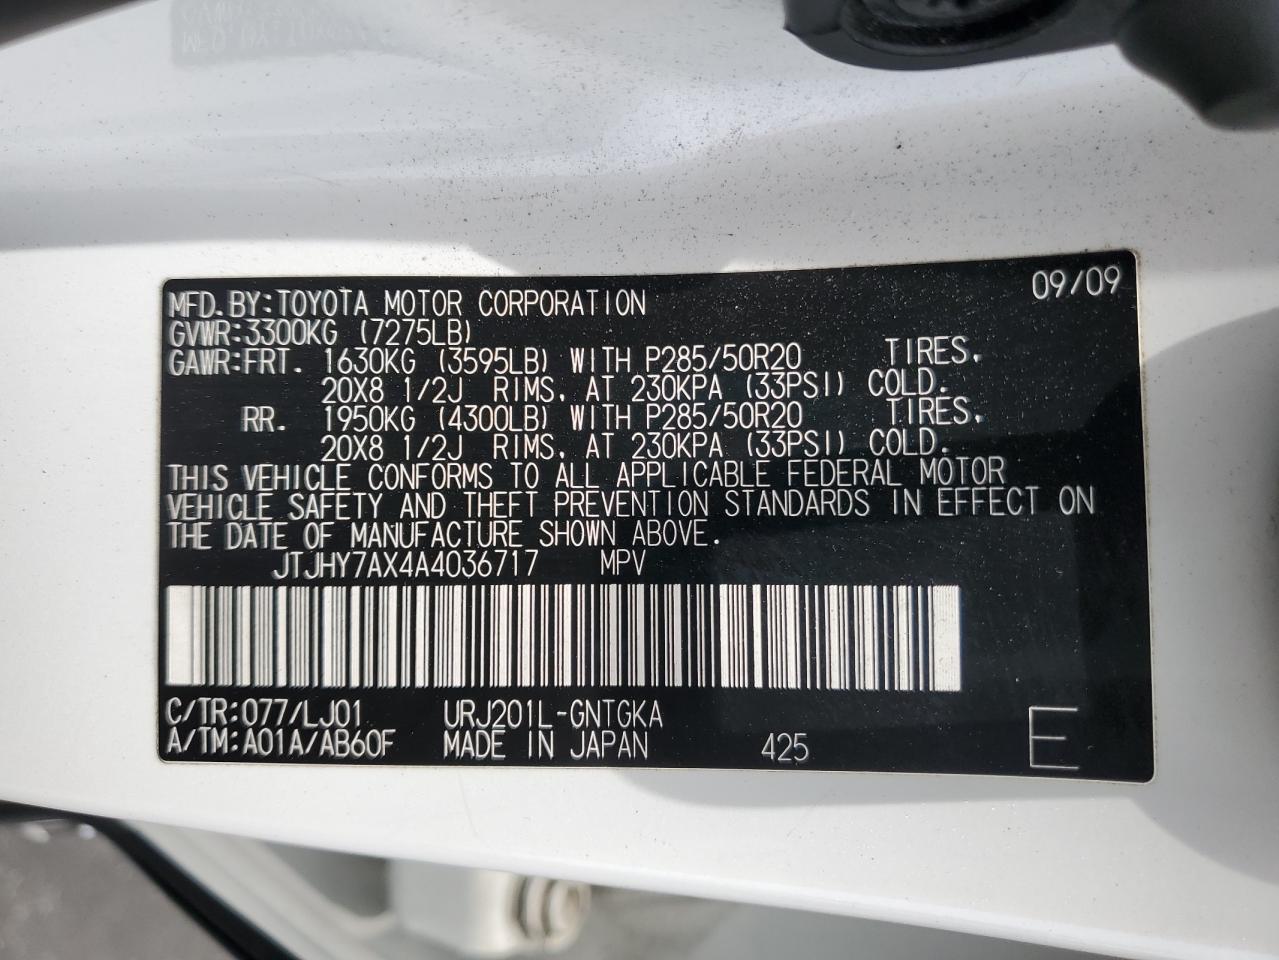 09/09
MFD.BY:TOYOTA MOTOR CORPORATION
GVWR:3300KG (7275LB)
GAWR:FRT. 1630KG (3595LB) WITH P285/50R20 TIRES,
20X8 1/2J RIMS, AT 230KPA (33PSI) COLD.
RR. 1950KG (4300LB) WITH P285/50R20 TIRES,
20X8 1/2J RIMS, AT 230KPA (33PSI) COLD.
THIS VEHICLE CONFORMS TO ALL APPLICABLE FEDERAL MOTOR
VEHICLE SAFETY AND THEFT PREVENTION STANDARDS IN EFFECT ON
THE DATE OF MANUFACTURE SHOWN ABOVE.
JTJHY7AX4A4036717 MPV
C/TR:077/LJ01 URJ201L-GNTGKA
A/TM:A01A/AB60F MADE IN JAPAN 425 E